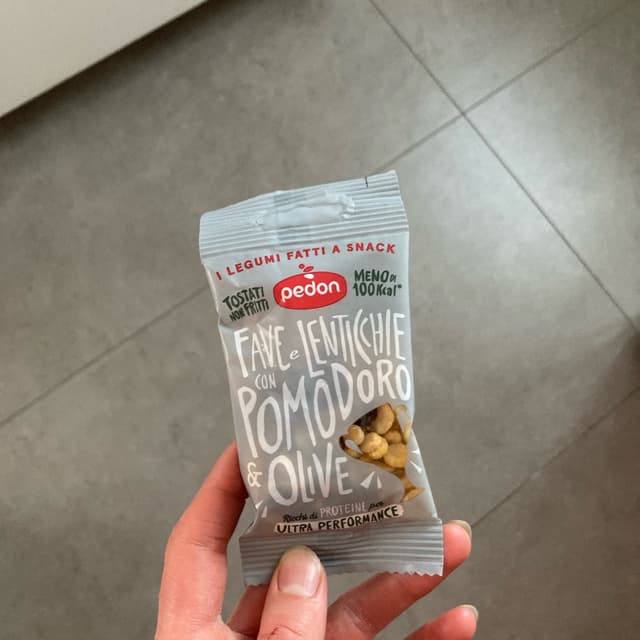 I LEGUMI FATTI A SNACK
TOSTATI
NON FRITTI
pedon
MENO DI
100 Kcal*
FAVE e LENTICCHIE
CON
POMODORO
& OLIVE
Ricchi di PROTEINE per
ULTRA PERFORMANCE